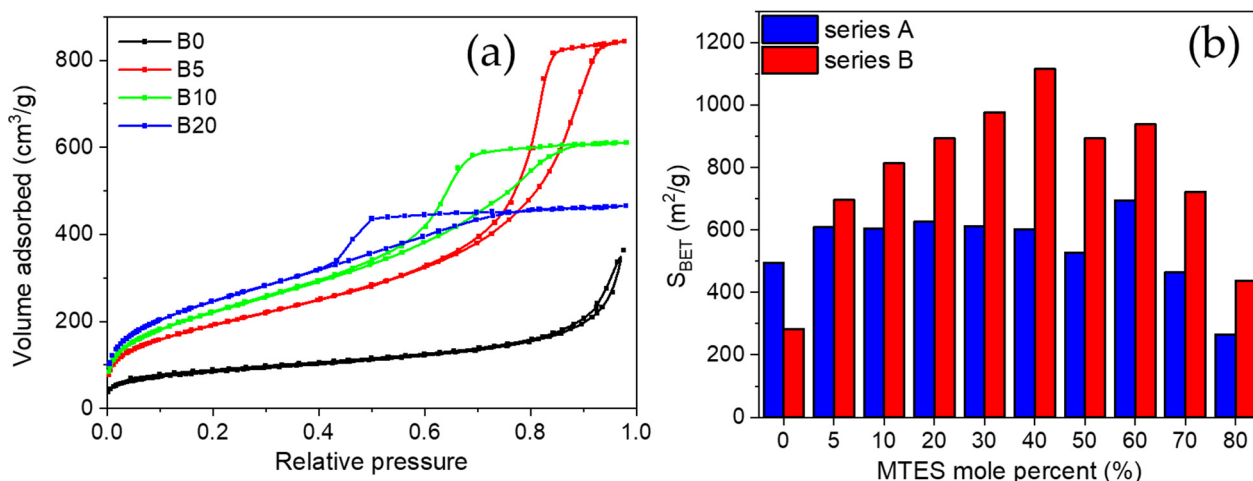 (a)
B0
B5
B10
B20
Volume adsorbed (cm³/g)
800
600
400
200
0
0.0 0.2 0.4 0.6 0.8 1.0
Relative pressure
(b)
series A
series B
S_BET (m²/g)
1200
1000
800
600
400
200
0
0 5 10 20 30 40 50 60 70 80
MTES mole percent (%)